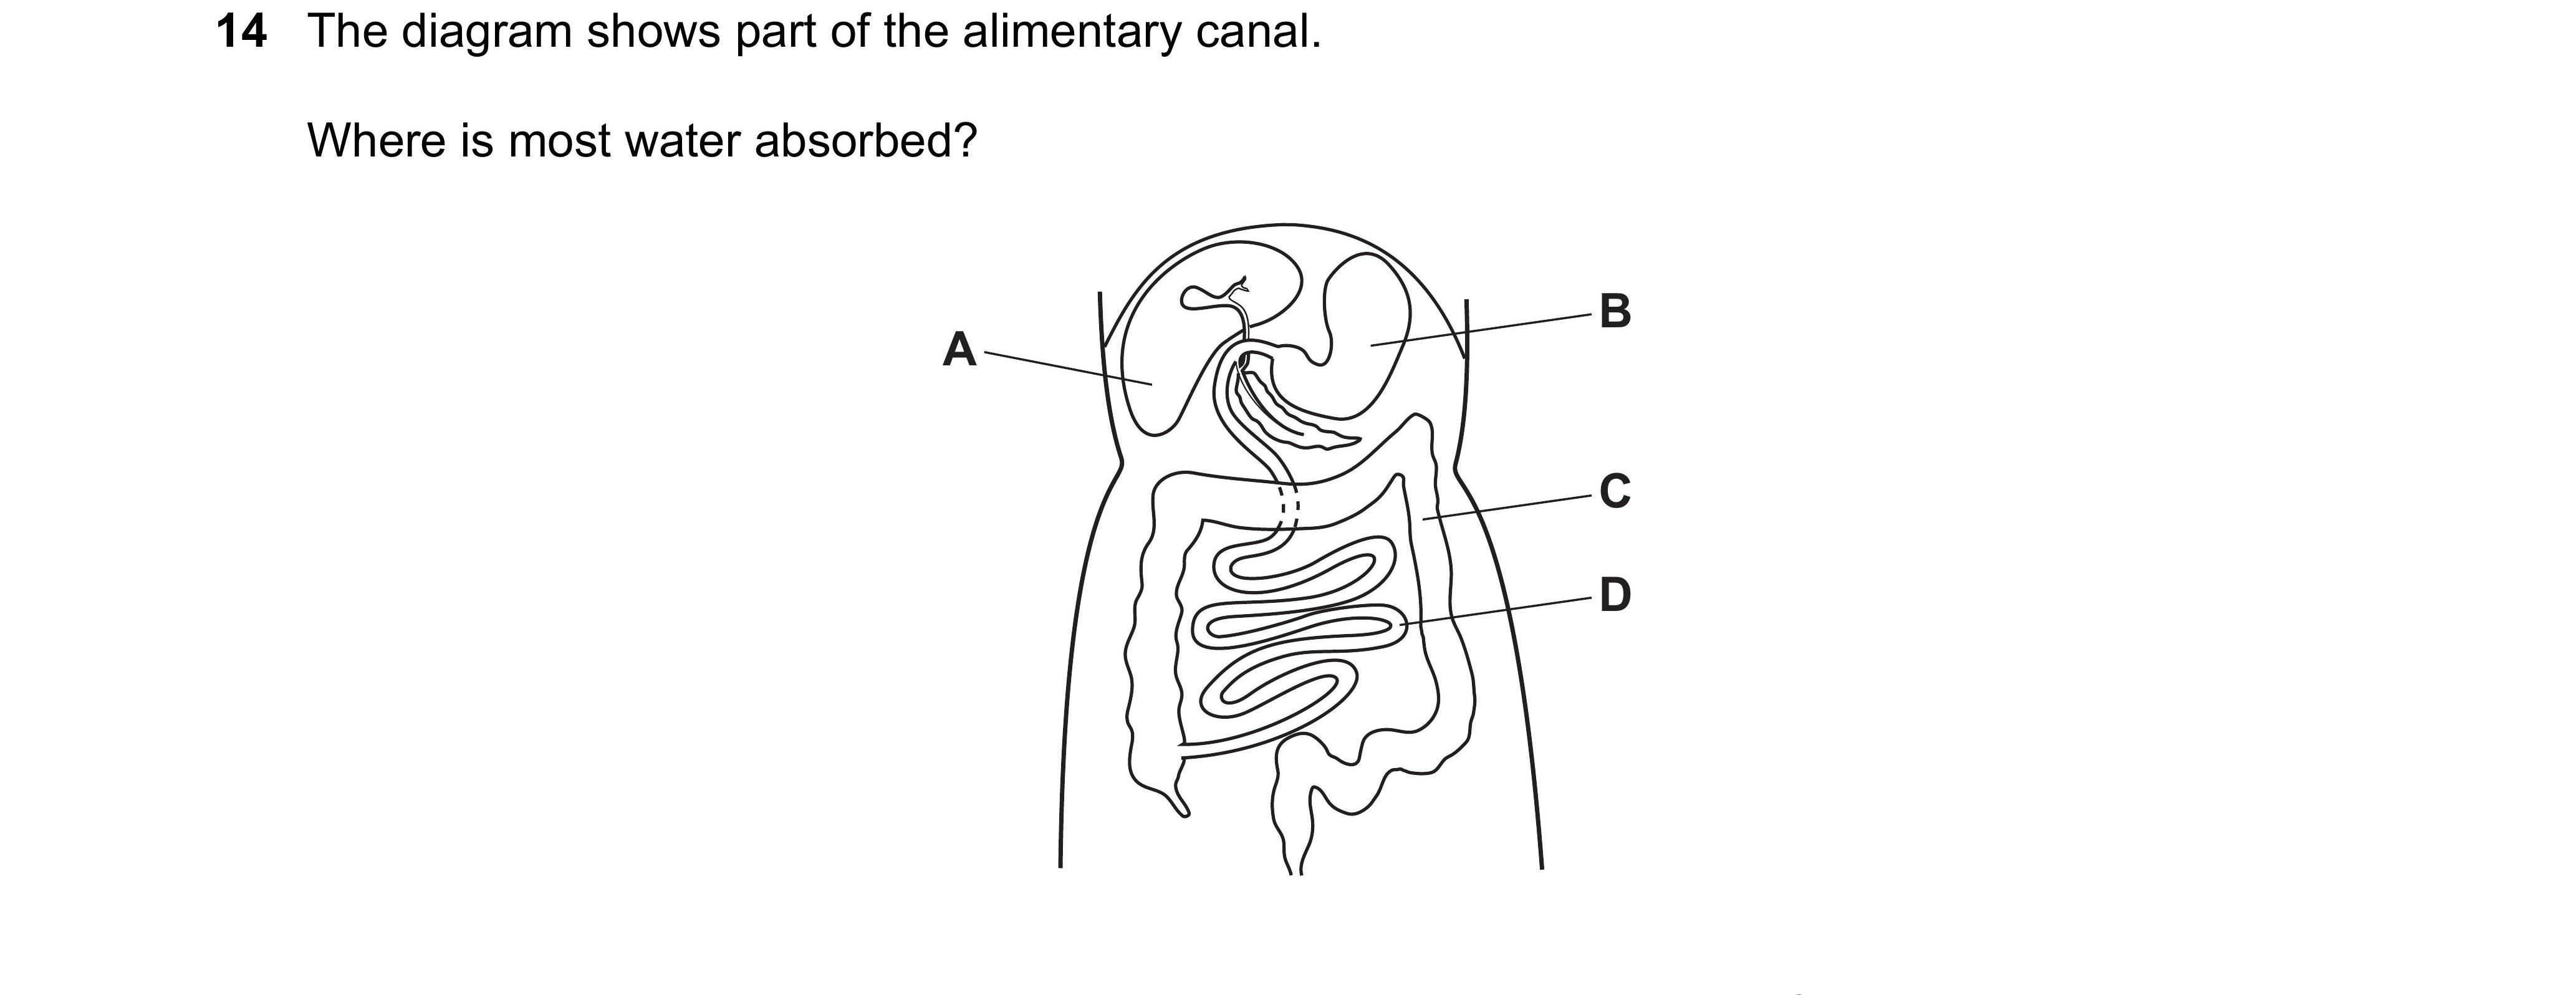 14 The diagram shows part of the alimentary canal.
Where is most water absorbed?
B
A
C
D